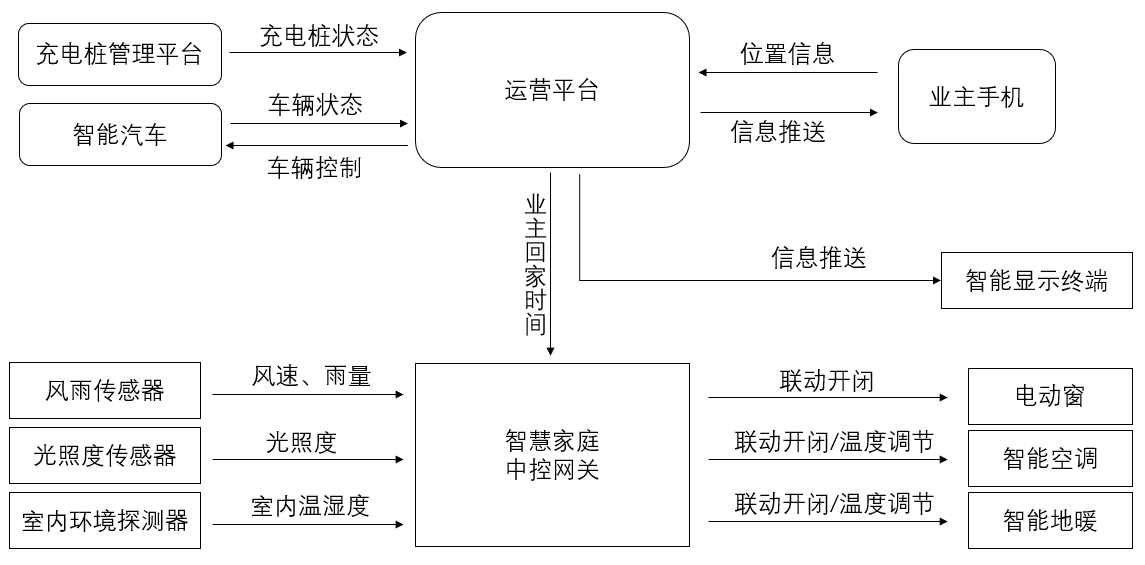 充电桩管理平台
充电桩状态
智能汽车
车辆状态
车辆控制
运营平台
位置信息
信息推送
业主手机
业主回家时间
信息推送
智能显示终端
风雨传感器
风速、雨量
光照度传感器
光照度
室内环境探测器
室内温湿度
智慧家庭
中控网关
联动开闭
电动窗
联动开闭/温度调节
智能空调
联动开闭/温度调节
智能地暖